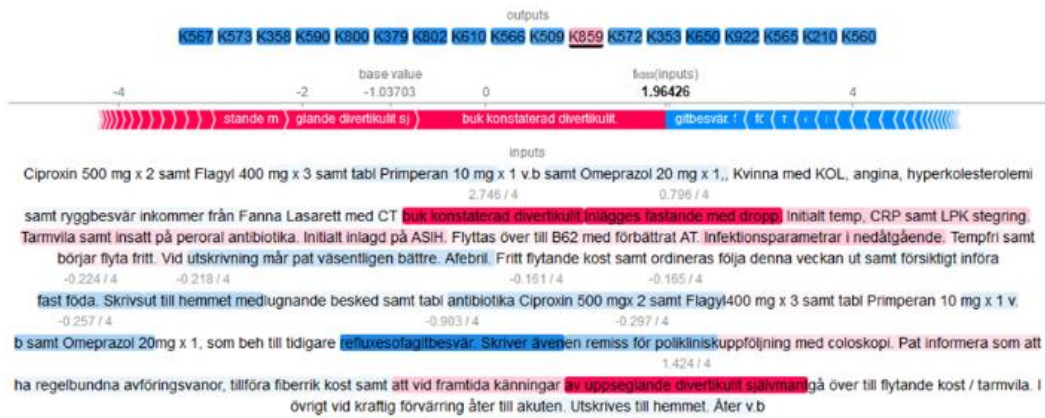 outputs
K567 K573 K358 K590 K800 K379 K802 K610 K566 K509 K859 K572 K353 K650 K922 K565 K210 K560
base value
(inputs)
-4 -2 -1.03703 0 1.96426 4
stande m glande divertikulit sj buk konstaterad divertikulit. gitbesvär.
inputs
Ciproxin 500 mg x 2 samt Flagyl 400 mg x 3 samt tabl Primperan 10 mg x 1 v.b samt Omeprazol 20 mg x 1,, Kvinna med KOL, angina, hyperkolesterolemi
2.746 / 4 0.796 / 4
samt ryggbesvär inkommer från Fanna Lasarett med CT buk konstaterad divertikulit.Inlägges fastande med dropp. Initialt temp, CRP samt LPK stegring.
Tarmvila samt insatt på peroral antibiotika. Initialt inlagd på ASIH. Flyttas över till B62 med förbättrat AT. Infektionsparametrar i nedåtgående. Tempfri samt
börjar flyta fritt. Vid utskrivning mår pat väsentligen bättre. Afebril. Fritt flytande kost samt ordineras följa denna veckan ut samt försiktigt införa
-0.224 / 4 -0.218 / 4 -0.161 / 4 -0.165 / 4
fast föda. Skrivsut till hemmet medlugnande besked samt tabl antibiotika Ciproxin 500 mgx 2 samt Flagyl400 mg x 3 samt tabl Primperan 10 mg x 1 v.
-0.257 / 4 -0.903 / 4 -0.297 / 4
b samt Omeprazol 20mg x 1, som beh till tidigare refluxesofagitbesvär. Skriver ävenen remiss för polikliniskuppföljning med coloskopi. Pat informera som att
1.424 / 4
ha regelbundna avföringsvanor, tillföra fiberrik kost samt att vid framtida känningar av uppseglande divertikulit självmantgå över till flytande kost / tarmvila. I
övrigt vid kraftig förvärring åter till akuten. Utskrives till hemmet. Åter v.b